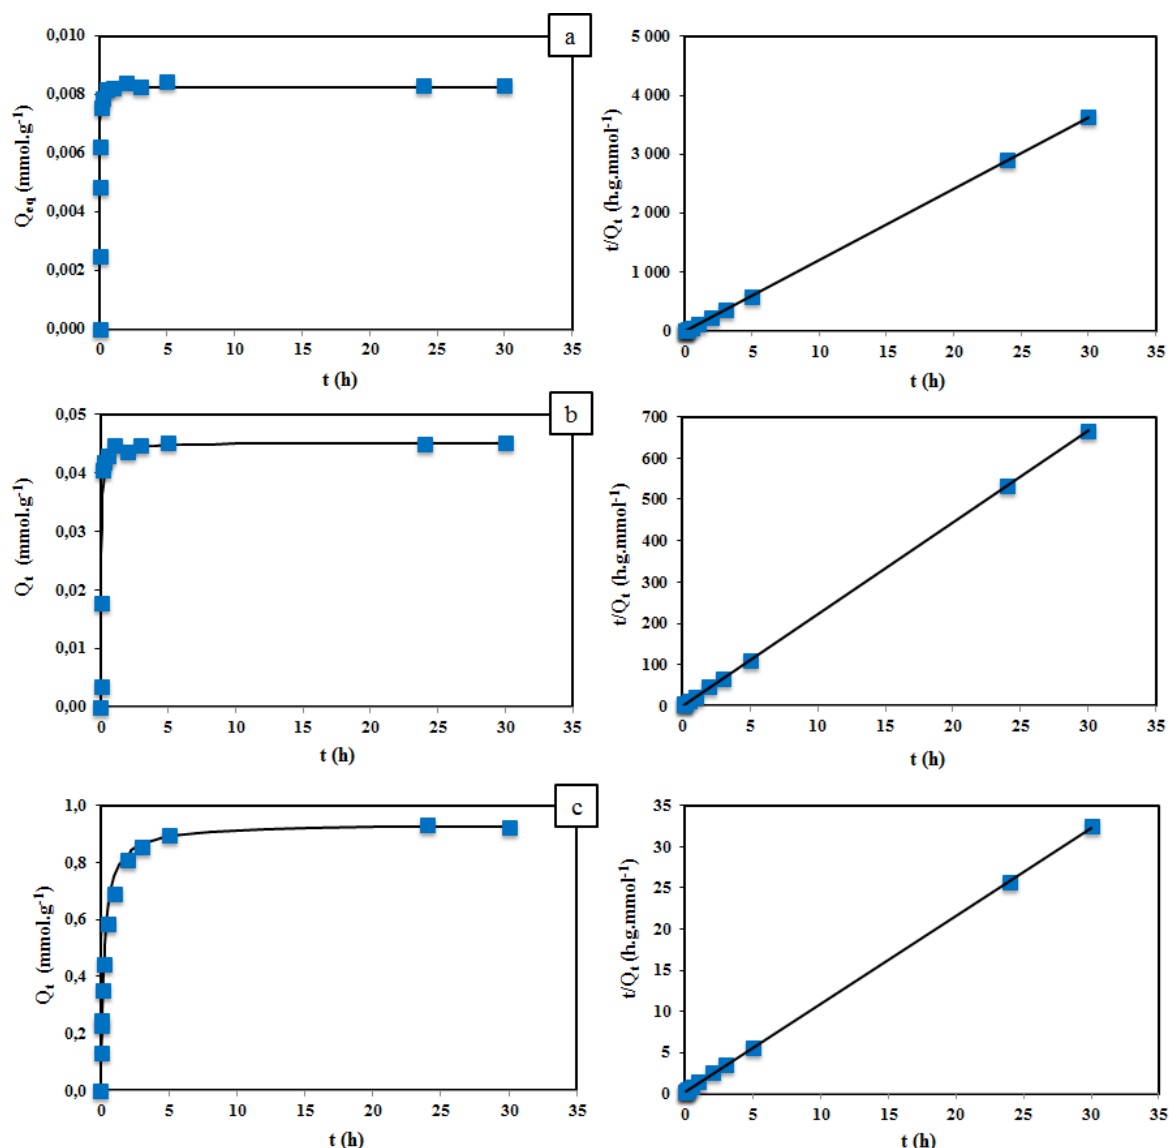 a
0,010
0,008
0,006
0,004
0,002
0,000
Q_eq (mmol.g⁻¹)
0 5 10 15 20 25 30 35
t (h)
5 000
4 000
3 000
2 000
1 000
0
t/Q_t (h.g.mmol⁻¹)
0 5 10 15 20 25 30 35
t (h)
b
0,05
0,04
0,03
0,02
0,01
0,00
Q_t (mmol.g⁻¹)
0 5 10 15 20 25 30 35
t (h)
700
600
500
400
300
200
100
0
t/Q_t (h.g.mmol⁻¹)
0 5 10 15 20 25 30 35
t (h)
c
1,0
0,8
0,6
0,4
0,2
0,0
Q_t (mmol.g⁻¹)
0 5 10 15 20 25 30 35
t (h)
35
30
25
20
15
10
5
0
t/Q_t (h.g.mmol⁻¹)
0 5 10 15 20 25 30 35
t (h)